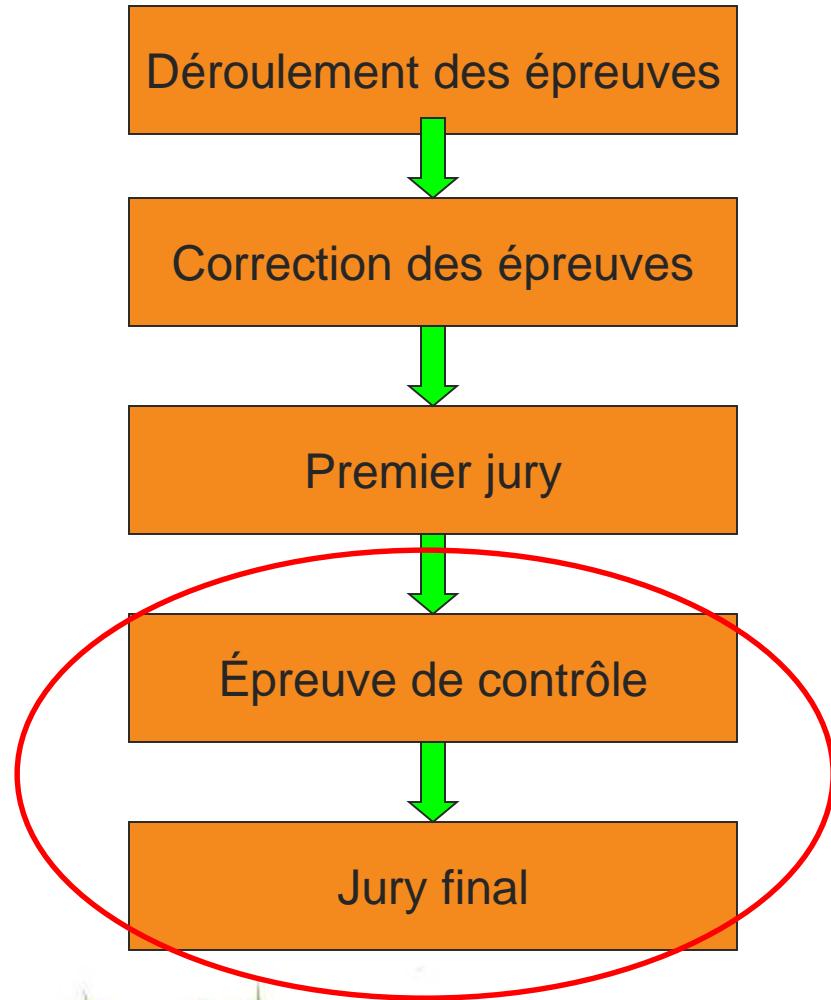 Déroulement des épreuves
Correction des épreuves
Premier jury
Épreuve de contrôle
Jury final